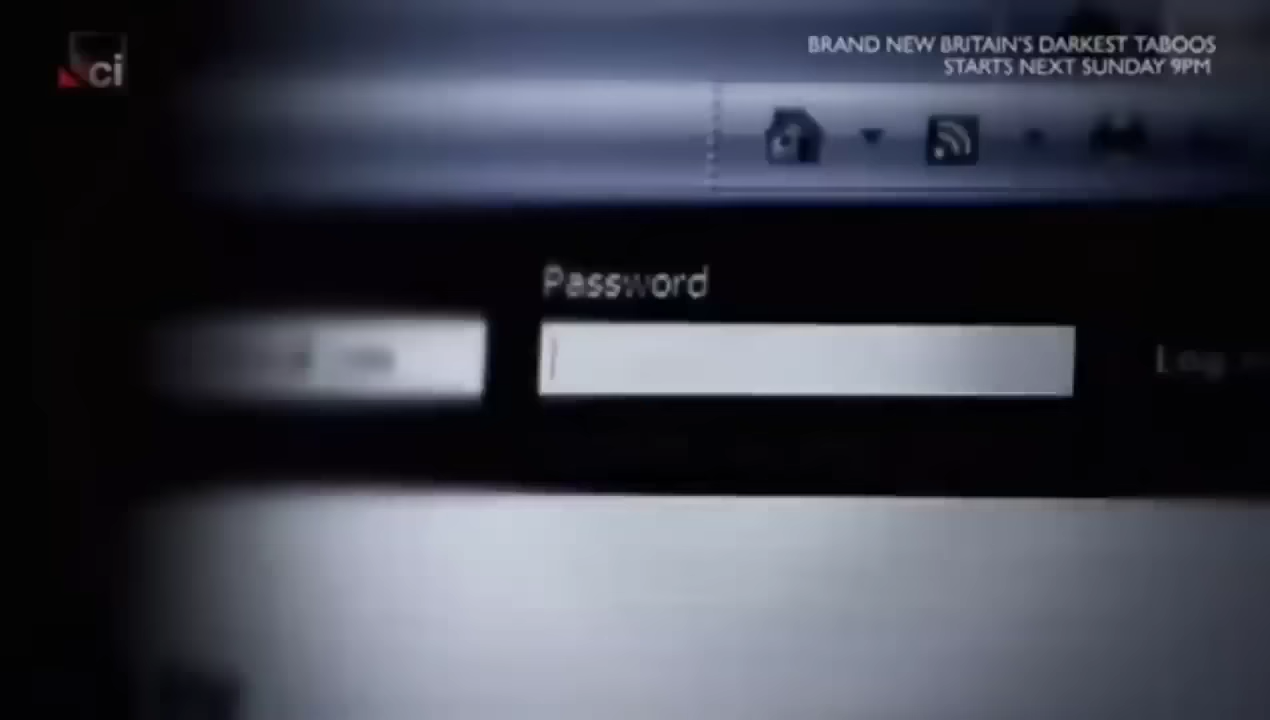 ci
BRAND NEW BRITAIN'S DARKEST TABOOS
STARTS NEXT SUNDAY 9PM
Password